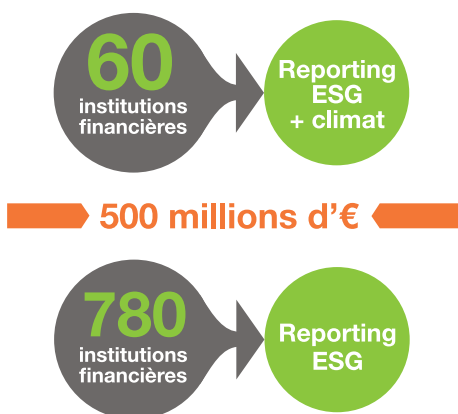 60
institutions
financières
Reporting
ESG
+ climat
500 millions d'€
780
institutions
financières
Reporting
ESG